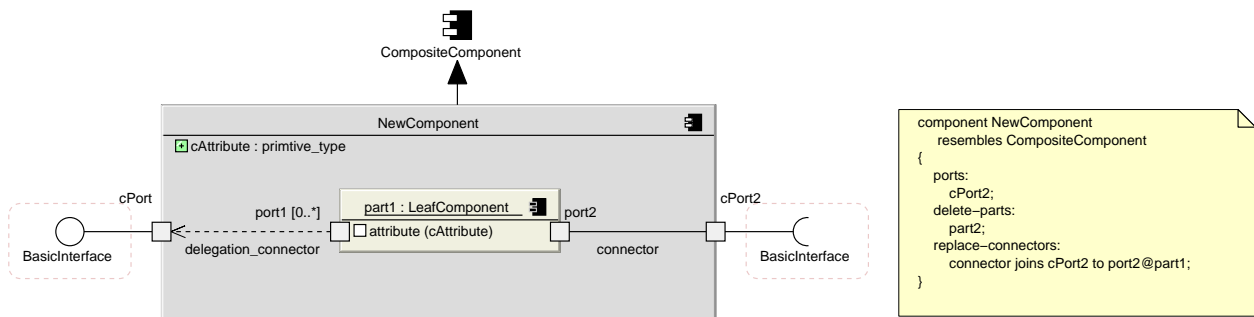 CompositeComponent
NewComponent
cAttribute : primtive_type
cPort
cPort2
port1 [0..*]
part1 : LeafComponent
port2
attribute (cAttribute)
BasicInterface
delegation_connector
connector
BasicInterface
component NewComponent
resembles CompositeComponent
{
ports:
cPort2;
delete−parts:
part2;
replace−connectors:
connector joins cPort2 to port2@part1;
}